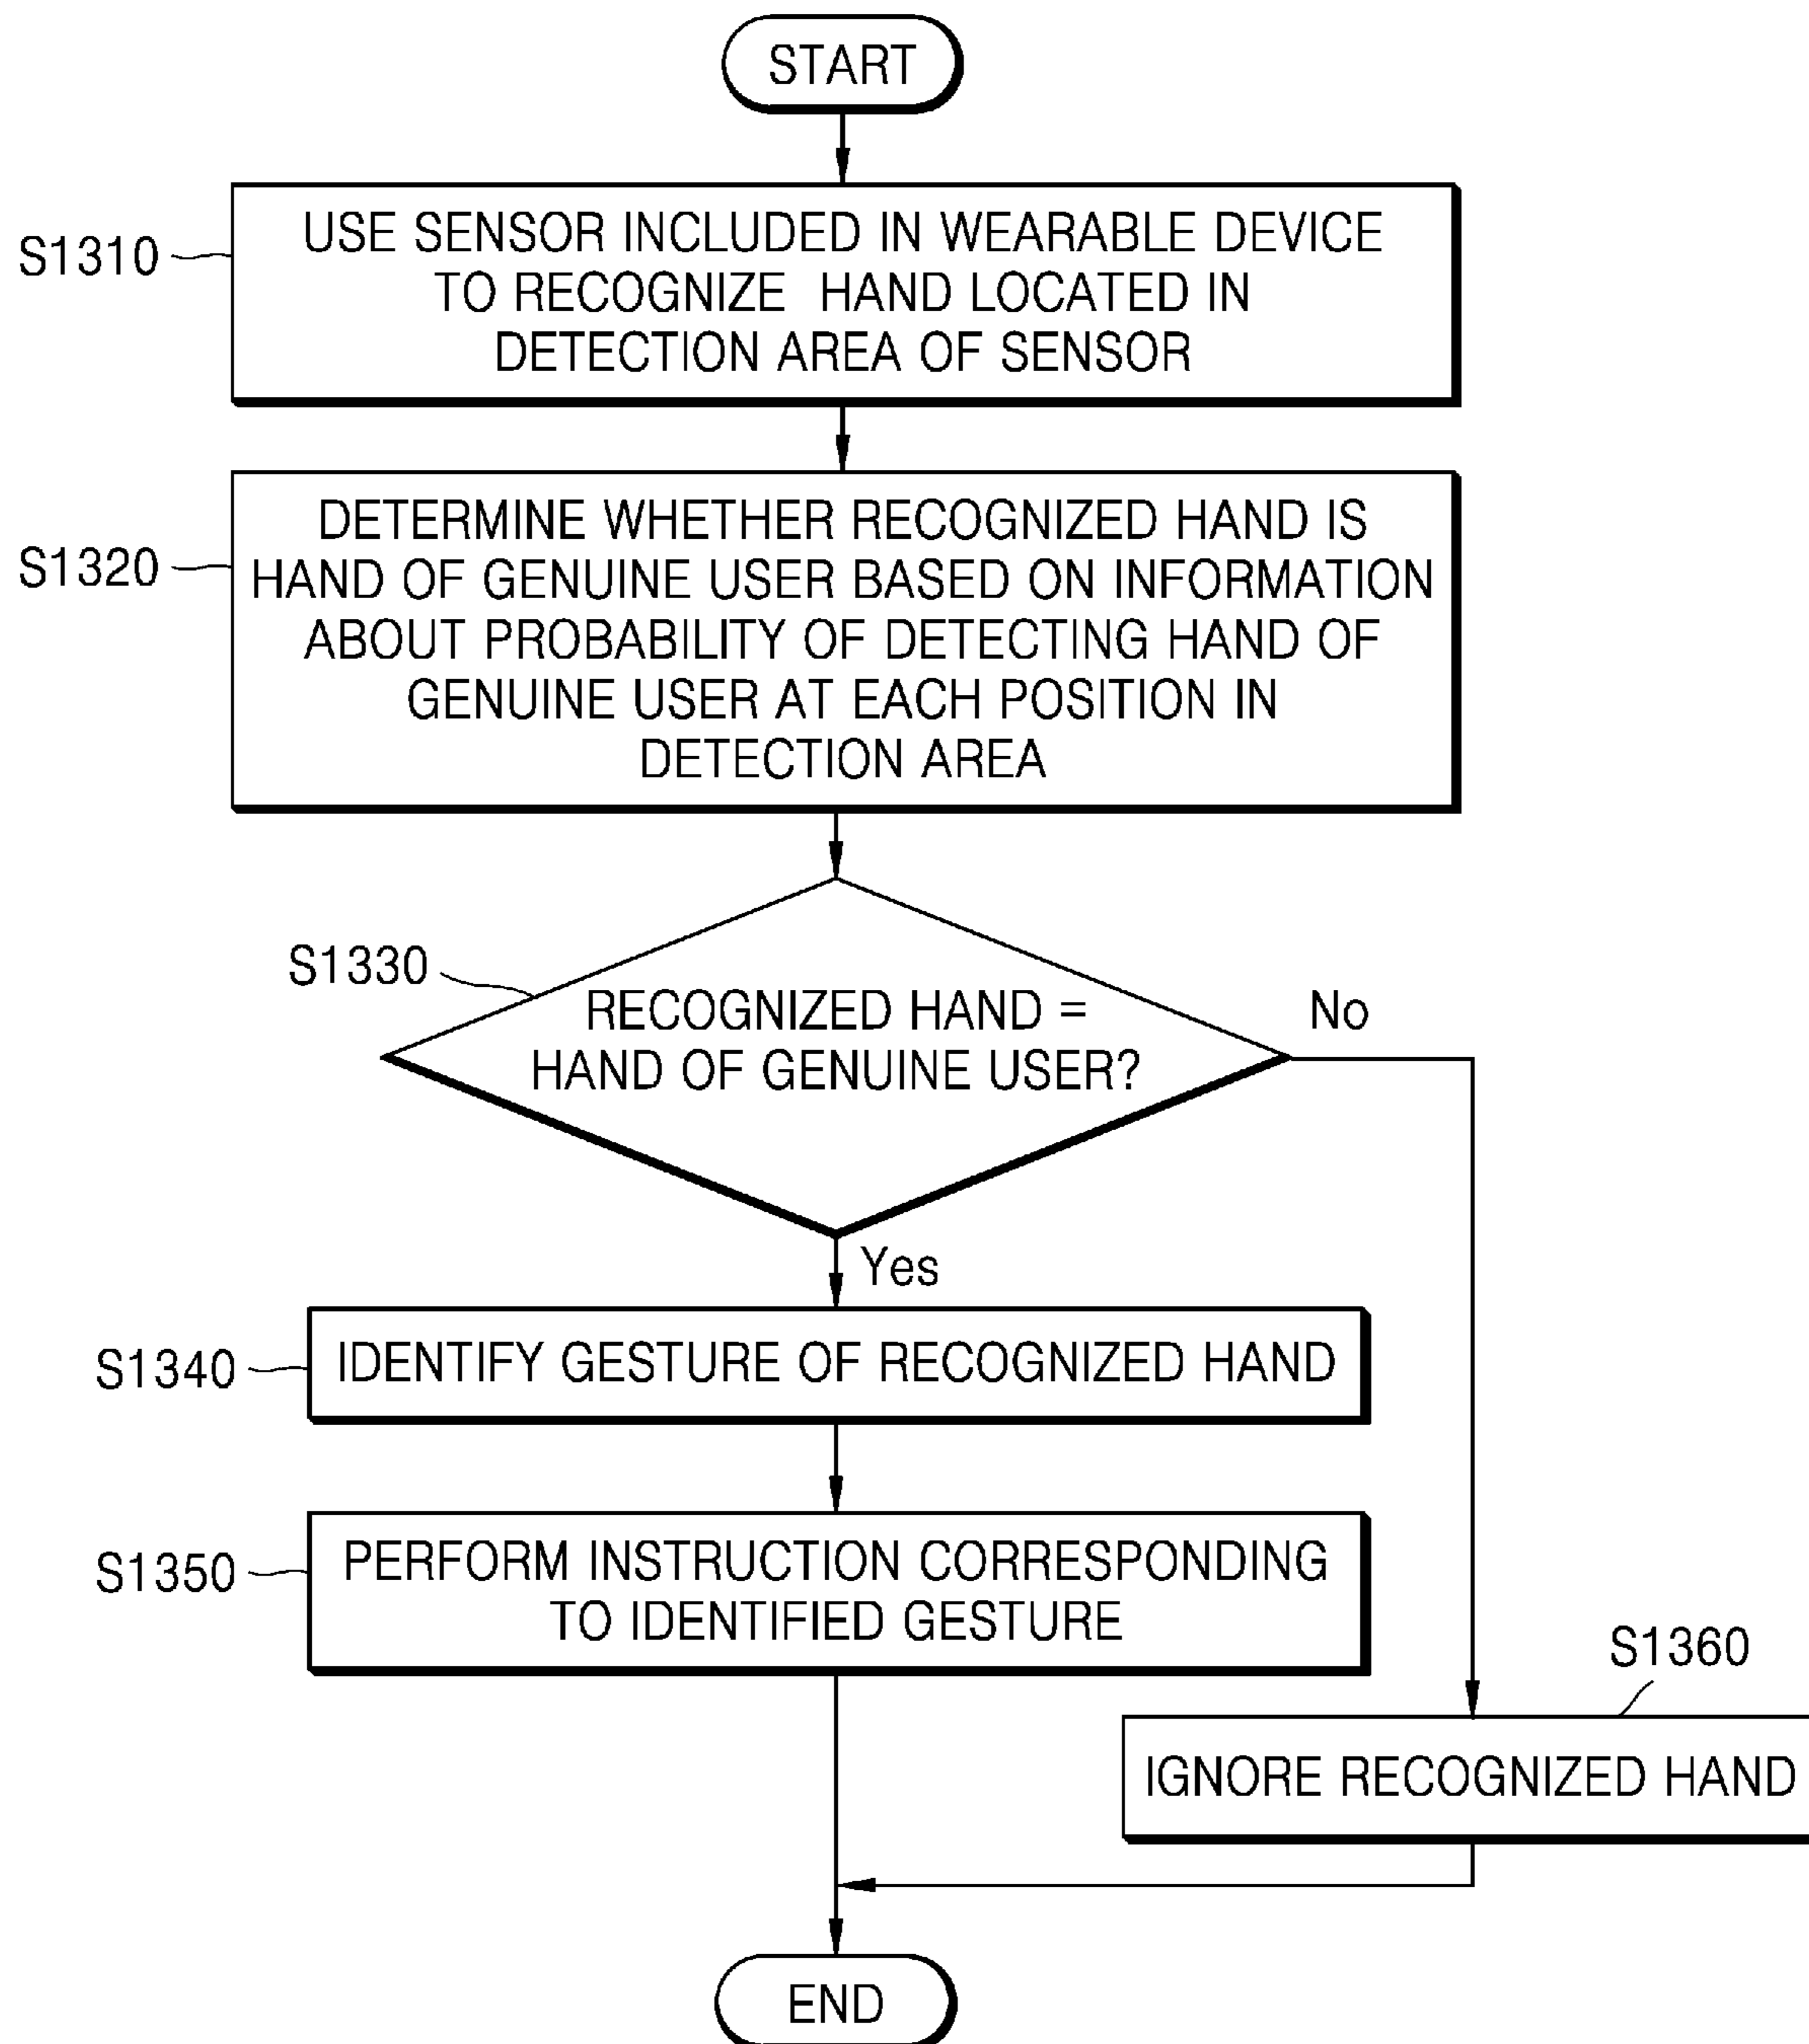 START
S1310
USE SENSOR INCLUDED IN WEARABLE DEVICE
TO RECOGNIZE HAND LOCATED IN
DETECTION AREA OF SENSOR
S1320
DETERMINE WHETHER RECOGNIZED HAND IS
HAND OF GENUINE USER BASED ON INFORMATION
ABOUT PROBABILITY OF DETECTING HAND OF
GENUINE USER AT EACH POSITION IN
DETECTION AREA
S1330
RECOGNIZED HAND =
HAND OF GENUINE USER?
No
Yes
S1340
IDENTIFY GESTURE OF RECOGNIZED HAND
S1350
PERFORM INSTRUCTION CORRESPONDING
TO IDENTIFIED GESTURE
S1360
IGNORE RECOGNIZED HAND
END